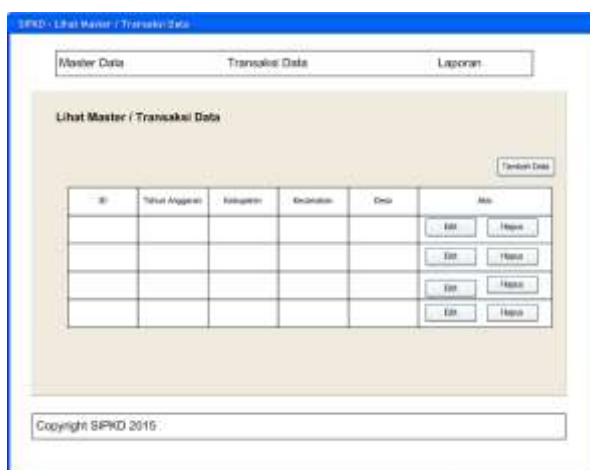 SIPKD - Lihat Master / Transaksi Data
Master Data Transaksi Data Laporan
Lihat Master / Transaksi Data
Tambah Data
ID Tahun Anggaran Kabupaten Kecamatan Desa Aksi
Edit Hapus
Edit Hapus
Edit Hapus
Edit Hapus
Copyright SIPKD 2015